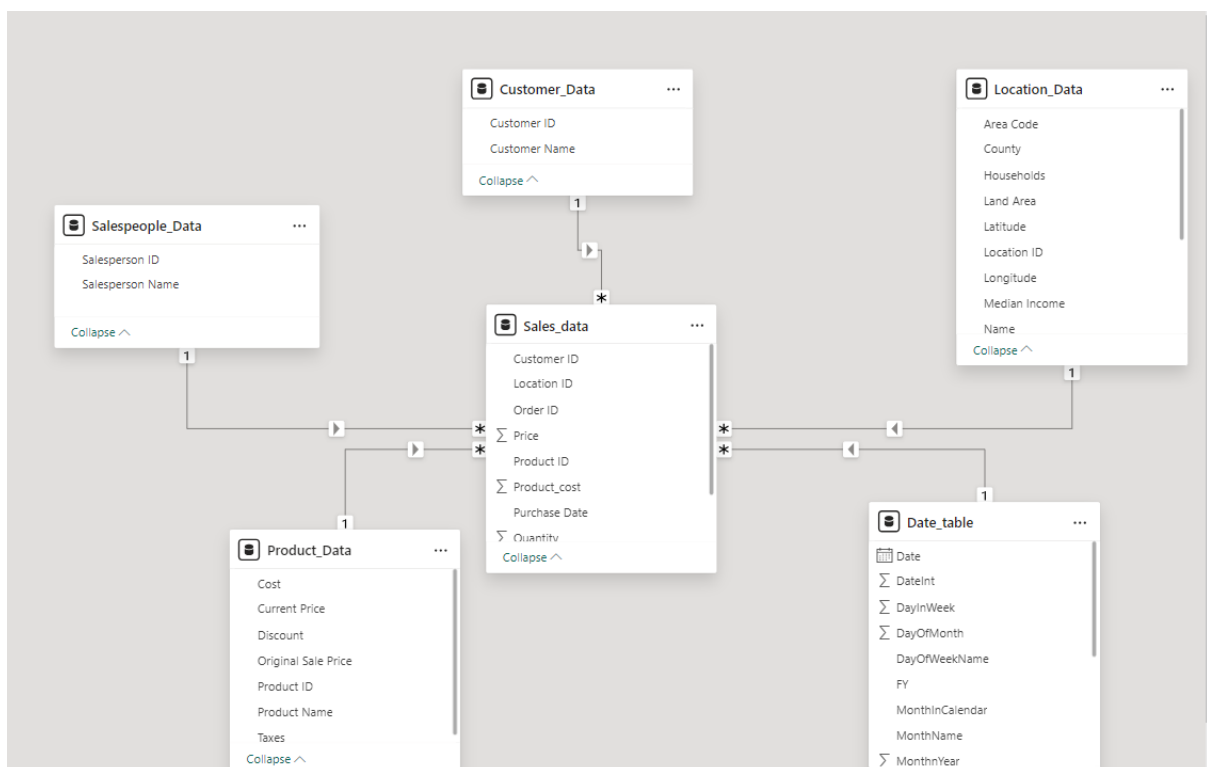 Customer_Data ...
Customer ID
Customer Name
Collapse
1
*
Location_Data ...
Area Code
County
Households
Land Area
Latitude
Location ID
Longitude
Median Income
Name
Collapse
1
*
Salespeople_Data ...
Salesperson ID
Salesperson Name
Collapse
1
*
Sales_data ...
Customer ID
Location ID
Order ID
∑ Price
Product ID
∑ Product_cost
Purchase Date
∑ Quantity
Collapse
Product_Data ...
Cost
Current Price
Discount
Original Sale Price
Product ID
Product Name
Taxes
Collapse
1
*
Date_table ...
Date
∑ DateInt
∑ DayInWeek
∑ DayOfMonth
DayOfWeekName
FY
MonthInCalendar
MonthName
∑ MonthnYear
1
*